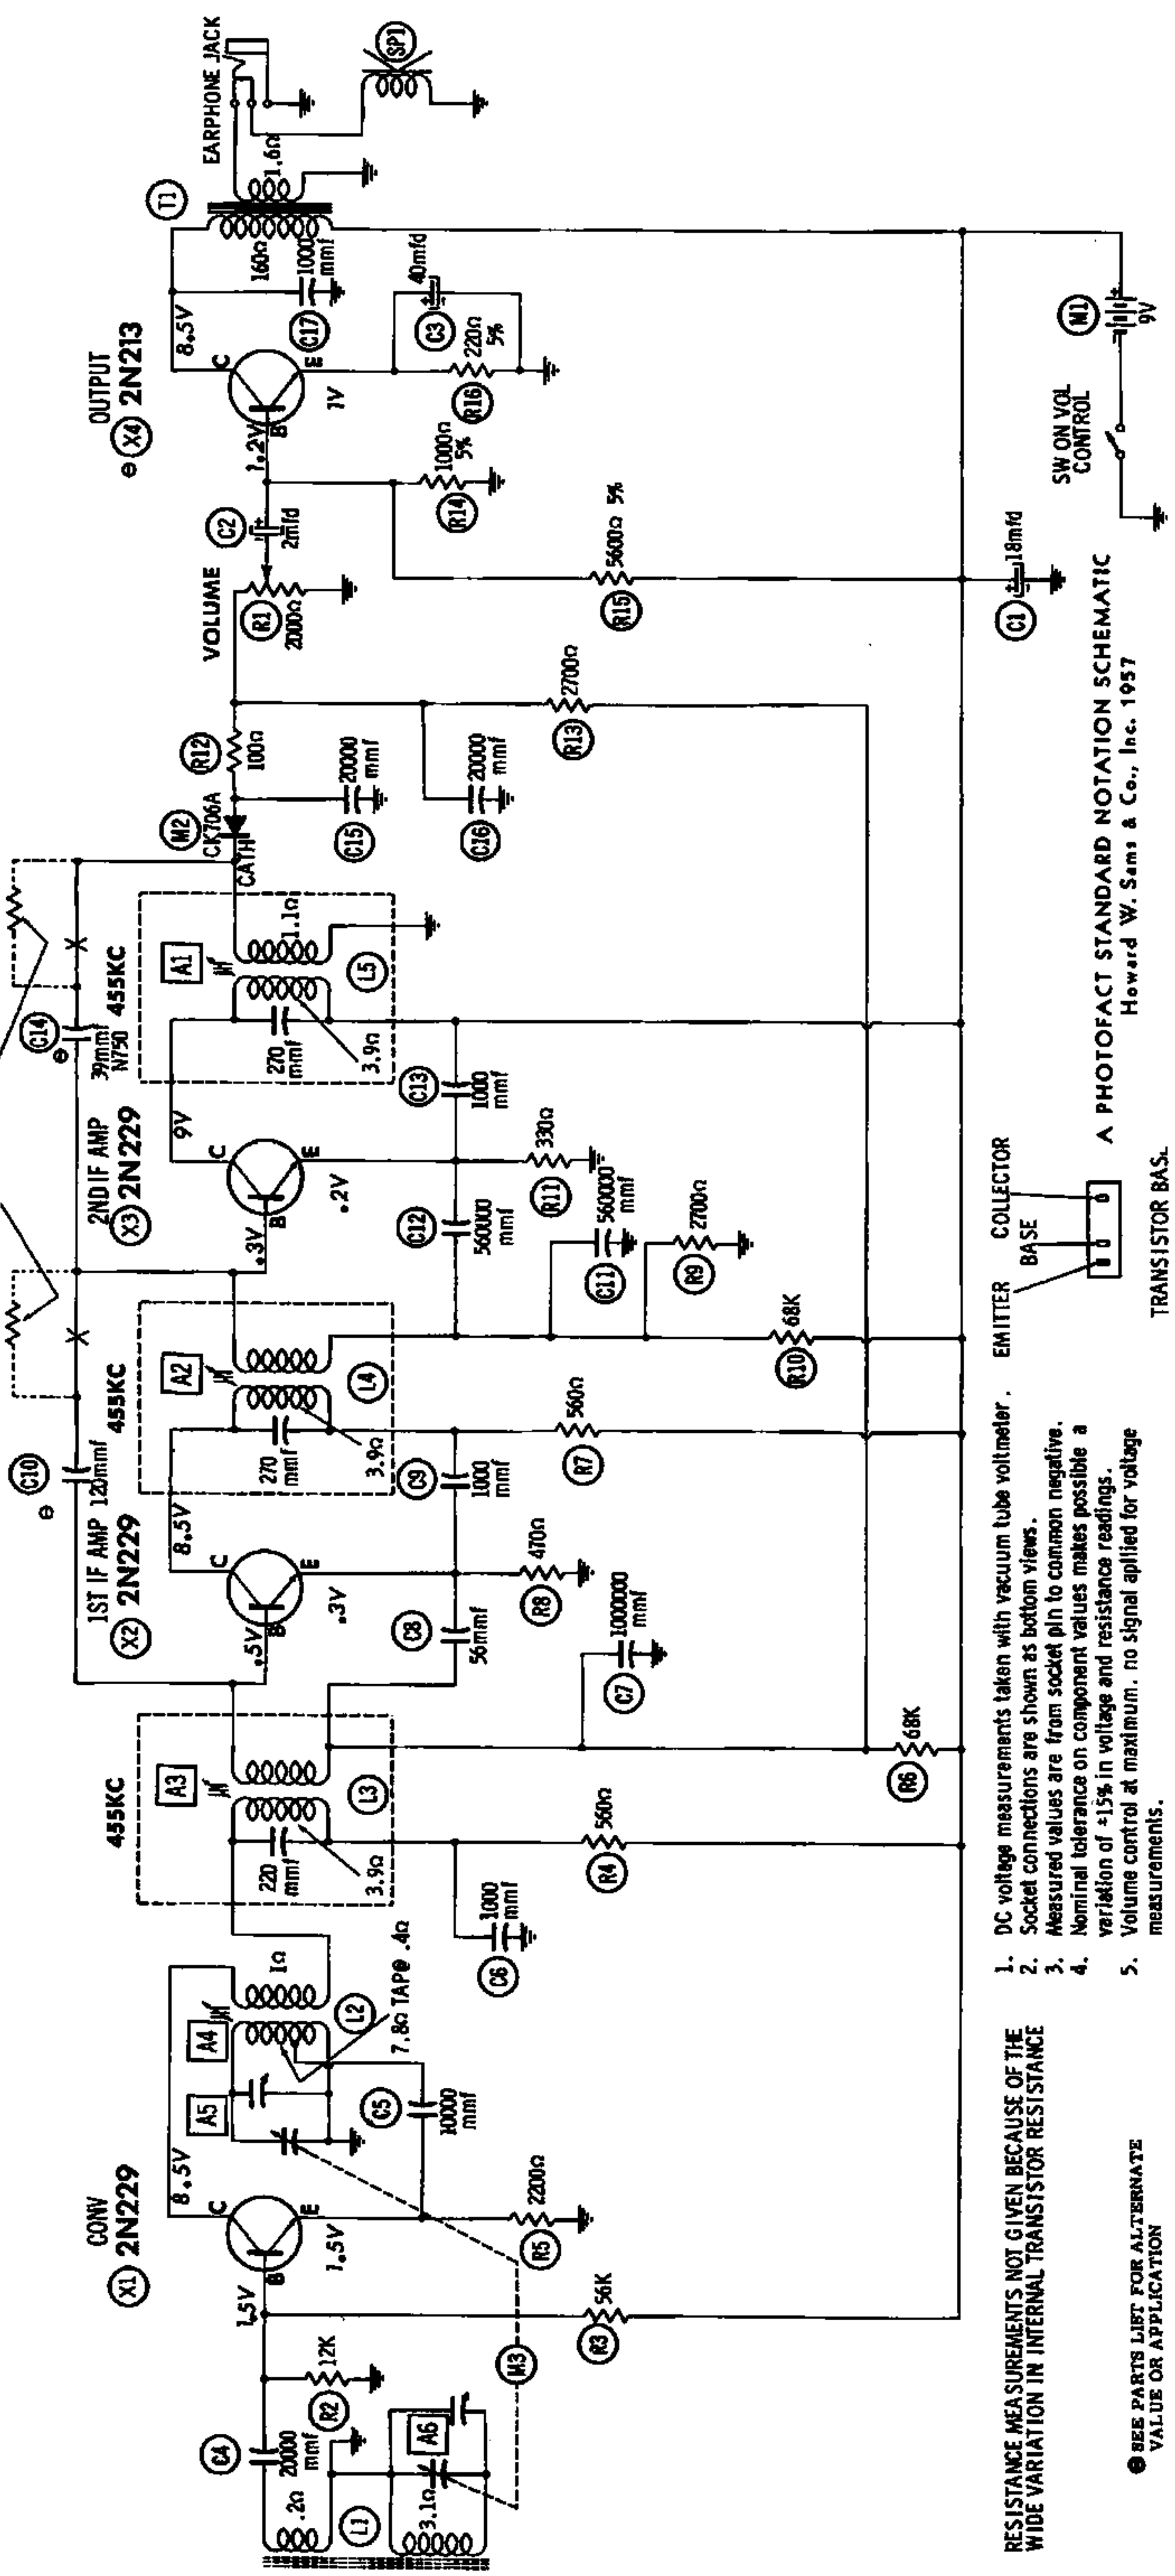 CONV
X1 2N229
1ST IF AMP
X2 2N229
2ND IF AMP
X3 2N229
OUTPUT
⊖ X4 2N213
C4
20000
mmf
.2Ω
L1
3.1Ω
A6
R2
12K
1.5V
B
C
E
1.5V
8.5V
M3
R3
56K
R5
2200Ω
C5
10000
mmf
A5
A4
1Ω
L2
7.8Ω TAP@ .4Ω
455KC
A3
220
mmf
3.9Ω
L3
C6
1000
mmf
R4
560Ω
R6
68K
C7
1000000
mmf
C8
56mmf
R8
470Ω
C10
⊖
120mmf
.5V
B
C
E
.3V
8.5V
455KC
A2
270
mmf
3.9Ω
L4
C9
1000
mmf
R7
560Ω
R10
68K
R9
2700Ω
C11
560000
mmf
C12
560000
mmf
R11
330Ω
.3V
B
C
E
.2V
9V
C14
⊖
39mmf
N750
455KC
A1
270
mmf
3.9Ω
1.1Ω
L5
C13
1000
mmf
M2
CK706A
CATH
R12
100Ω
C15
20000
mmf
C16
20000
mmf
R13
2700Ω
VOLUME
R1
2000Ω
C2
2mfd
R14
1000Ω
5%
R15
5600Ω 5%
1.2V
B
C
E
1V
8.5V
R16
220Ω
5%
C3
40mfd
C17
1000
mmf
160Ω
T1
1.6Ω
EARPHONE JACK
SP1
C1
18mfd
SW ON VOL
CONTROL
M1
9V
RESISTANCE MEASUREMENTS NOT GIVEN BECAUSE OF THE
WIDE VARIATION IN INTERNAL TRANSISTOR RESISTANCE
⊖ SEE PARTS LIST FOR ALTERNATE
VALUE OR APPLICATION
1. DC voltage measurements taken with vacuum tube voltmeter.
2. Socket connections are shown as bottom views.
3. Measured values are from socket pin to common negative.
4. Nominal tolerance on component values makes possible a
variation of ±15% in voltage and resistance readings.
5. Volume control at maximum. no signal apllied for voltage
measurements.
EMITTER
BASE
COLLECTOR
TRANSISTOR BAS.
A PHOTOFACT STANDARD NOTATION SCHEMATIC
Howard W. Sams & Co., Inc. 1957